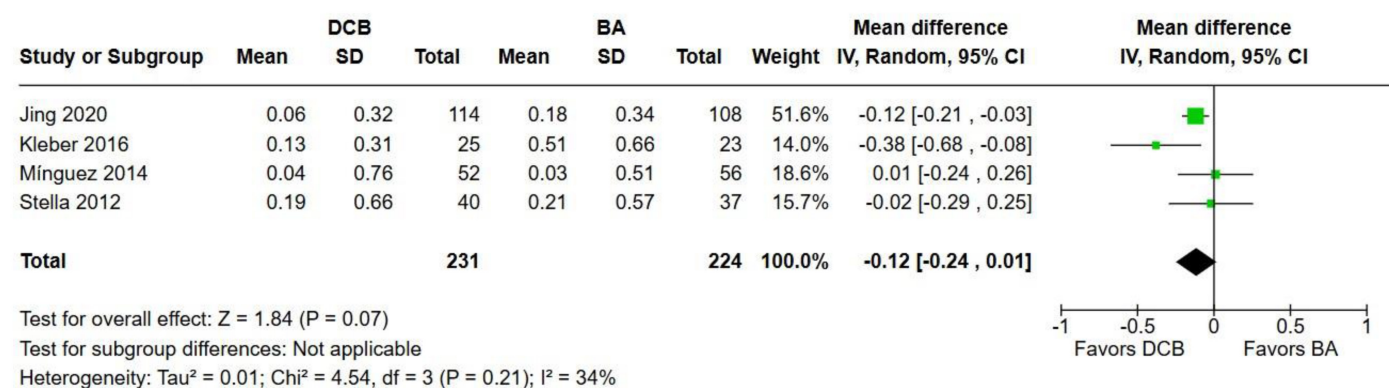 DCB BA Mean difference Mean difference
Study or Subgroup Mean SD Total Mean SD Total Weight IV, Random, 95% CI IV, Random, 95% CI
Jing 2020 0.06 0.32 114 0.18 0.34 108 51.6% -0.12 [-0.21 , -0.03]
Kleber 2016 0.13 0.31 25 0.51 0.66 23 14.0% -0.38 [-0.68 , -0.08]
Mínguez 2014 0.04 0.76 52 0.03 0.51 56 18.6% 0.01 [-0.24 , 0.26]
Stella 2012 0.19 0.66 40 0.21 0.57 37 15.7% -0.02 [-0.29 , 0.25]
Total 231 224 100.0% -0.12 [-0.24 , 0.01]
Test for overall effect: Z = 1.84 (P = 0.07)
-1 -0.5 0 0.5 1
Test for subgroup differences: Not applicable
Favors DCB Favors BA
Heterogeneity: Tau² = 0.01; Chi² = 4.54, df = 3 (P = 0.21); I² = 34%